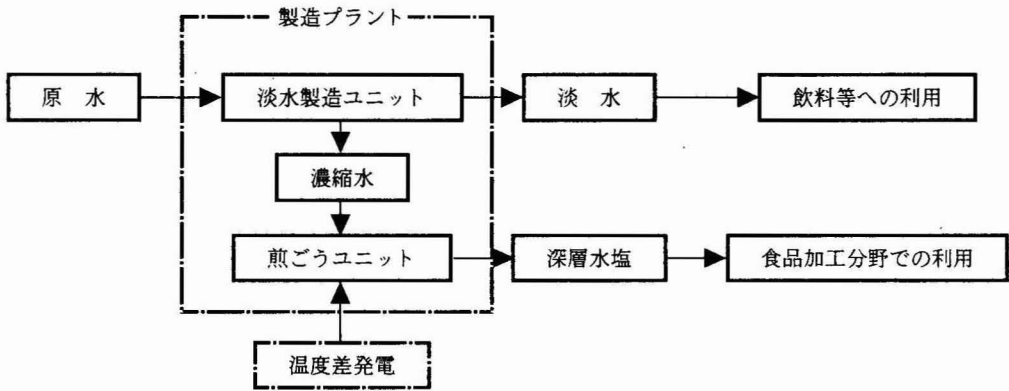 製造プラント
原水
淡水製造ユニット
淡水
飲料等への利用
濃縮水
煎ごうユニット
深層水塩
食品加工分野での利用
温度差発電